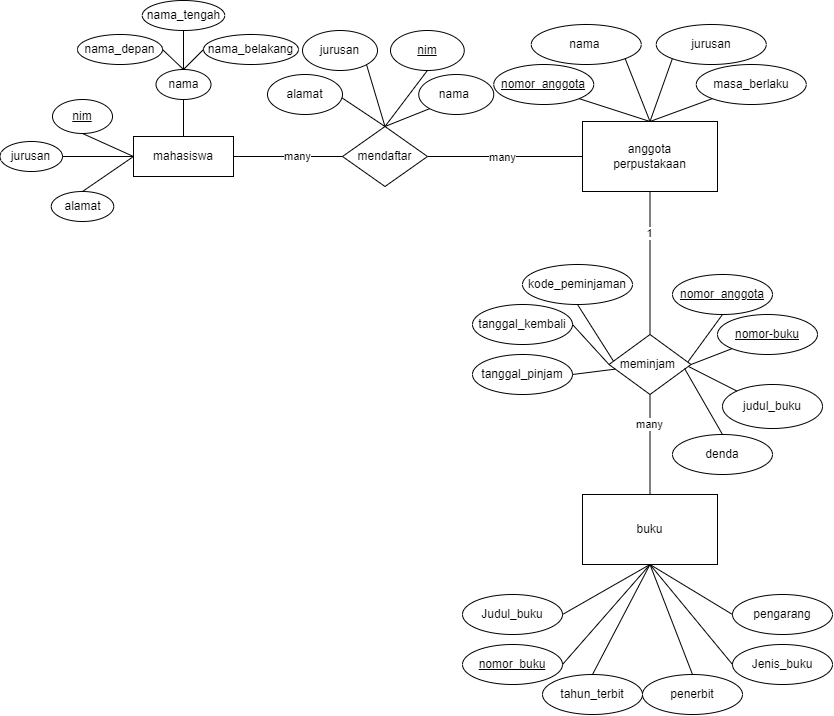 nama_tengah
nama_depan
nama_belakang
nama
nim
jurusan
alamat
mahasiswa
many
jurusan
nim
alamat
nama
mendaftar
many
nama
jurusan
nomor_anggota
masa_berlaku
anggota
perpustakaan
1
kode_peminjaman
nomor_anggota
tanggal_kembali
nomor-buku
meminjam
tanggal_pinjam
judul_buku
many
denda
buku
Judul_buku
pengarang
nomor_buku
Jenis_buku
tahun_terbit
penerbit